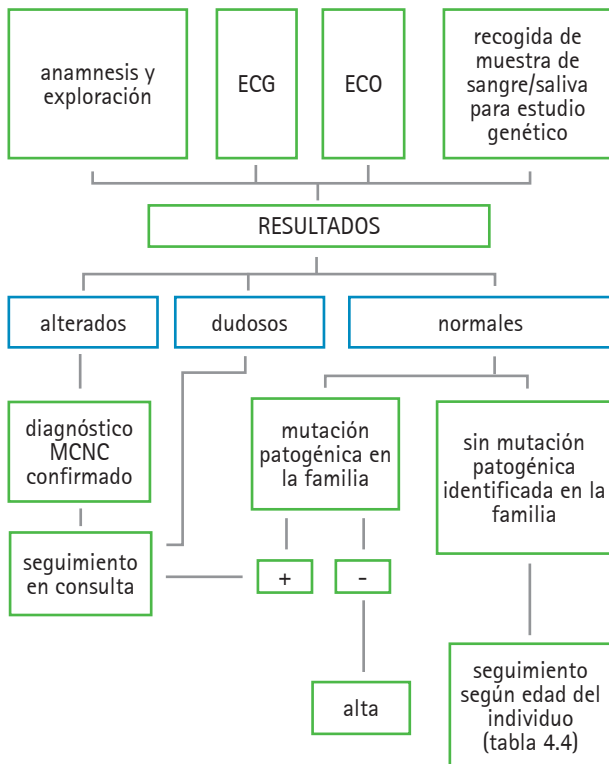 anamnesis y
exploración
ECG
ECO
recogida de
muestra de
sangre/saliva
para estudio
genético
RESULTADOS
alterados
dudosos
normales
diagnóstico
MCNC
confirmado
mutación
patogénica en
la familia
sin mutación
patogénica
identificada en la
familia
seguimiento
en consulta
+
-
alta
seguimiento
según edad del
individuo
(tabla 4.4)